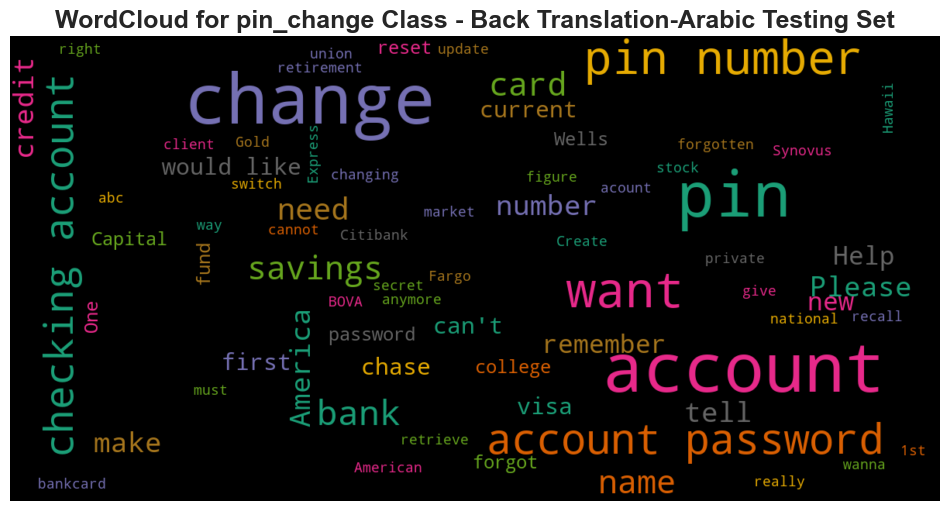 WordCloud for pin_change Class - Back Translation-Arabic Testing Set
right
union
reset
update
pin number
retirement
credit
checking account
change
card
current
Hawaii
client
Gold
Express
Wells
forgotten
Synovus
would like
switch
changing
figure
stock
acount
pin
abc
need
market
number
way
cannot
Citibank
Create
Capital
fund
savings
Fargo
private
Help
secret
anymore
BOVA
want
give
Please
new
One
America
password
can't
national
recall
first
chase
college
remember
account
must
bank
visa
tell
make
retrieve
account password
1st
American
forgot
wanna
bankcard
name
really